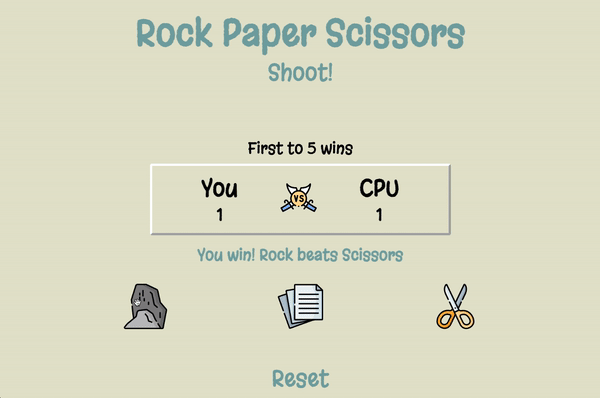 Rock Paper Scissors
Shoot!
First to 5 wins
You
VS
CPU
1
1
You win! Rock beats Scissors
Reset